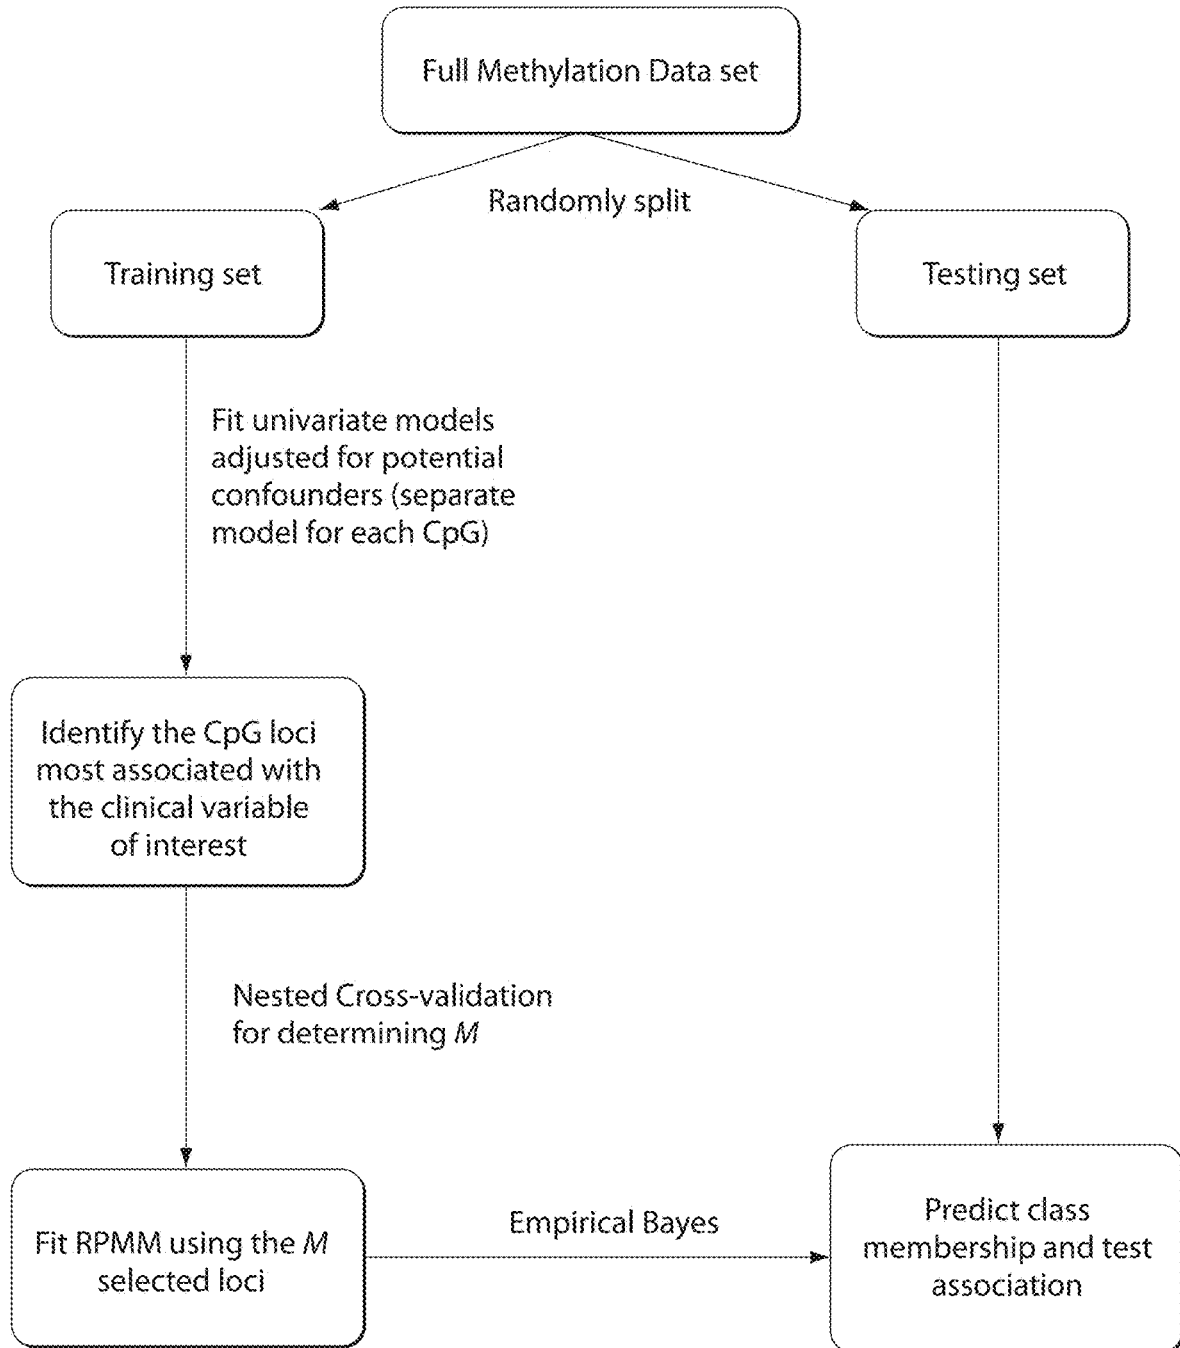 Full Methylation Data set
Randomly split
Training set
Testing set
Fit univariate models
adjusted for potential
confounders (separate
model for each CpG)
Identify the CpG loci
most associated with
the clinical variable
of interest
Nested Cross-validation
for determining M
Fit RPMM using the M
selected loci
Empirical Bayes
Predict class
membership and test
association